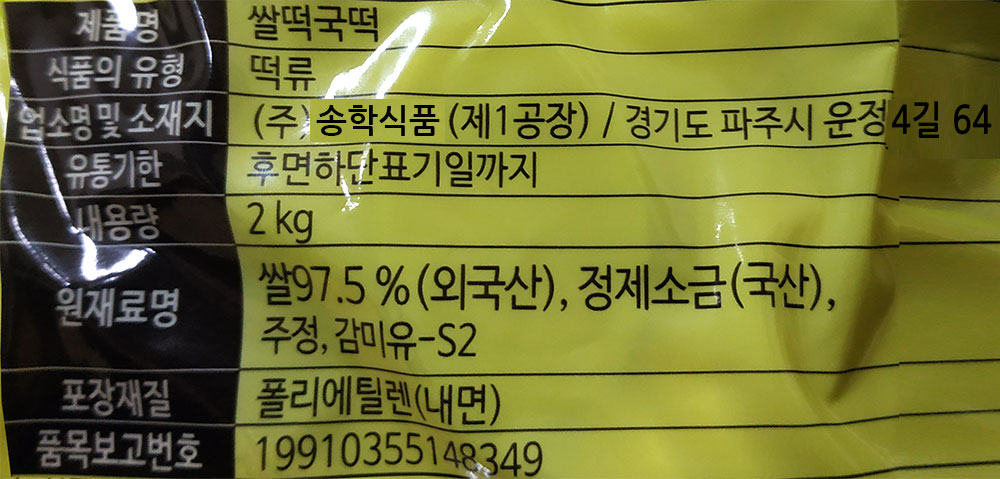 제품명 쌀떡국떡
식품의 유형 떡류
업소명 및 소재지 (주) 송학식품 (제1공장) / 경기도 파주시 운정4길 64
유통기한 후면하단표기일까지
내용량 2 kg
원재료명 쌀97.5 % (외국산), 정제소금(국산),
주정, 감미유-S2
포장재질 폴리에틸렌(내면)
품목보고번호 19910355148349